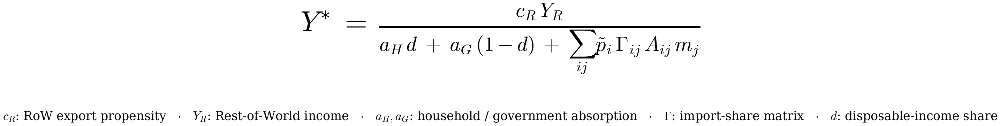 Y* = c_R Y_R / (a_H d + a_G (1 − d) + ∑_{ij} p̃_i Γ_{ij} A_{ij} m_j)
c_R: RoW export propensity · Y_R: Rest-of-World income · a_H, a_G: household / government absorption · Γ: import-share matrix · d: disposable-income share